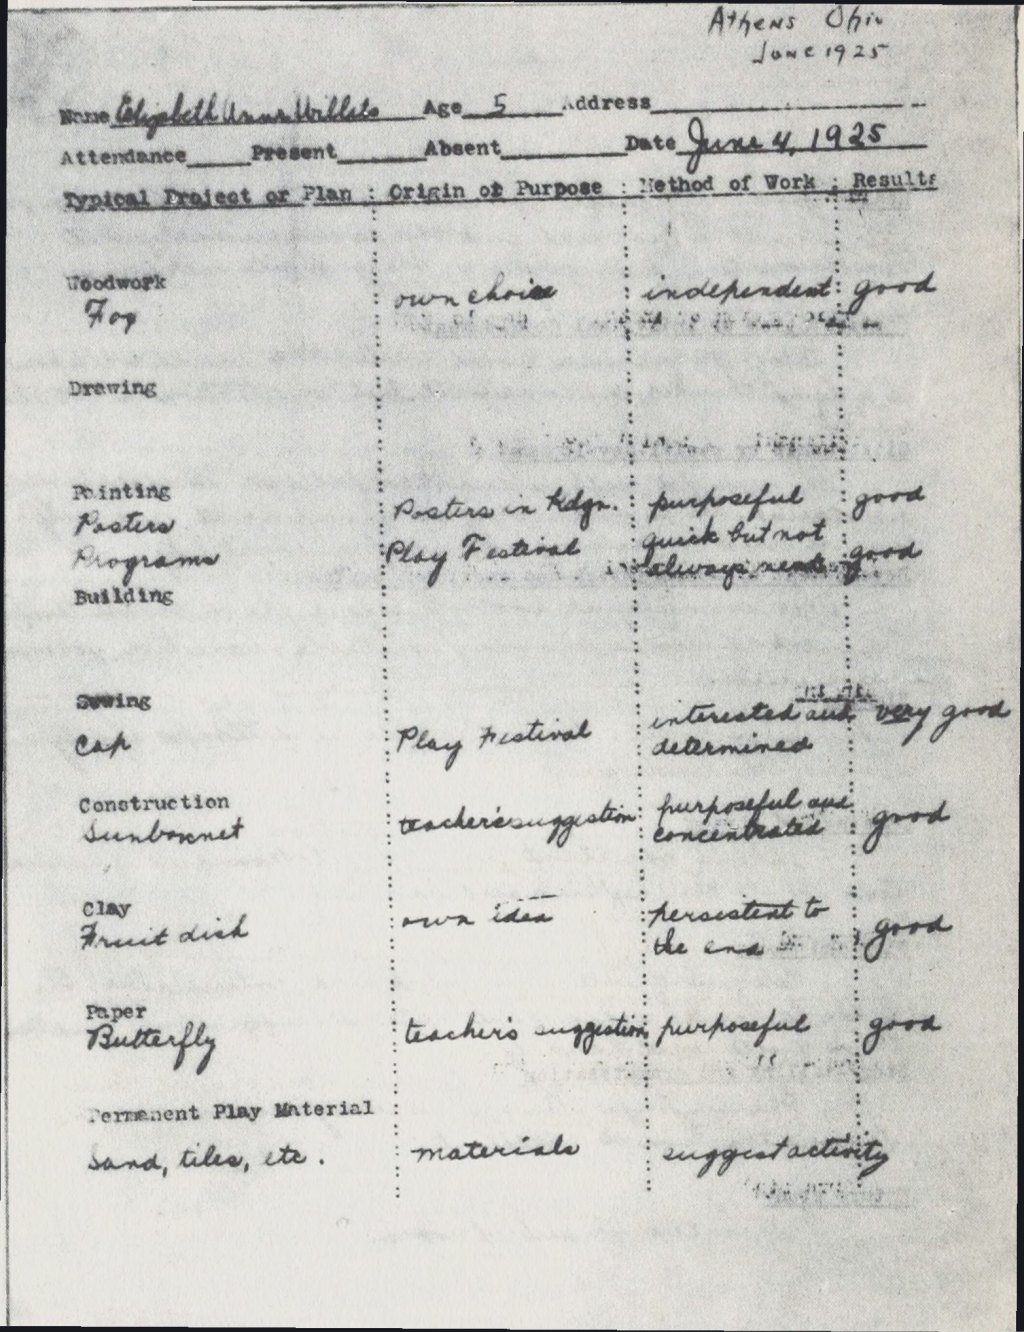 Athens Ohio
June 1925
Name Elizabeth Anne Willets Age 5 Address
Attendance Present Absent Date June 4, 1925
Typical Project or Plan : Origin of Purpose : Method of Work : Results
Woodwork
Foy own choice independent good
Drawing
Painting
Posters Posters in Kdgn. purposeful good
Programs Play Festival quick but not
always neat good
Building
Sewing
Cap Play Festival interested and very good
determined
Construction
Sunbonnet teacher's suggestion purposeful and good
concentrated
Clay
Fruit dish own idea persistent to good
the end
Paper
Butterfly teacher's suggestion purposeful good
Permanent Play Material
Sand, tiles, etc. materials suggest activity